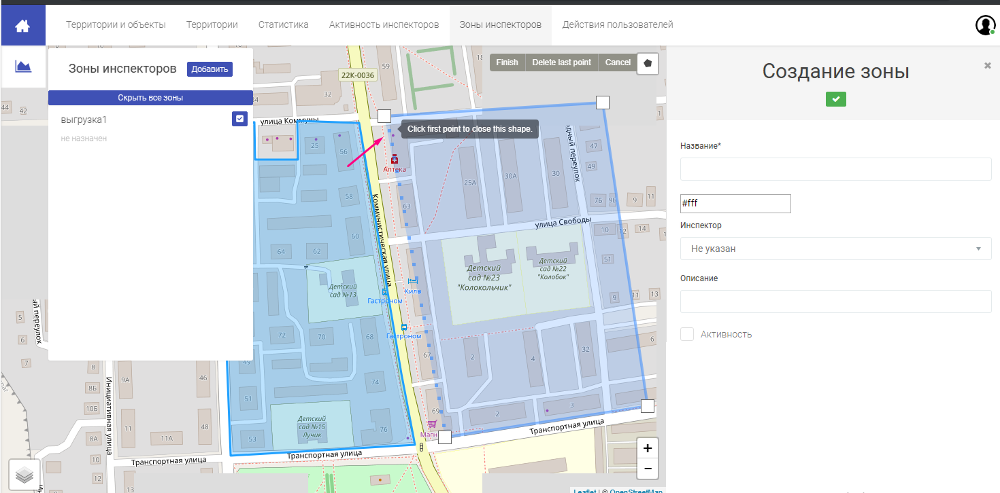 Территории и объекты
Территории
Статистика
Активность инспекторов
Зоны инспекторов
Действия пользователей
Зоны инспекторов
Добавить
Скрыть все зоны
выгрузка1
не назначен
Finish
Delete last point
Cancel
Click first point to close this shape.
Создание зоны
Название*
#fff
Инспектор
Не указан
Описание
Активность
22К-0036
59
32
34
44
42
улица Коммуны
25
56
Аптека
25А
30А
30
47
49
58
63
7Б
9Б
9
11
Коммунистическая улица
улица Свободы
60
10
12
14
64
62
51
Детский
сад №23
"Колокольчик"
Детский
сад №22
"Колобок"
Детский
сад №13
Гастроном
9
11
13
5
6
7
72
70
68
Гастроном
67
2
4
32
6
49
8
9А
46
8Б
51
74
10Б
Инициативная улица
69
2
3
11
48
Детский
сад №15
Лучик
76
53
8А
11А
Транспортная улица
Транспортная улица
Транспортная улица
10
12
13
+
−
Leaflet | © OpenStreetMap